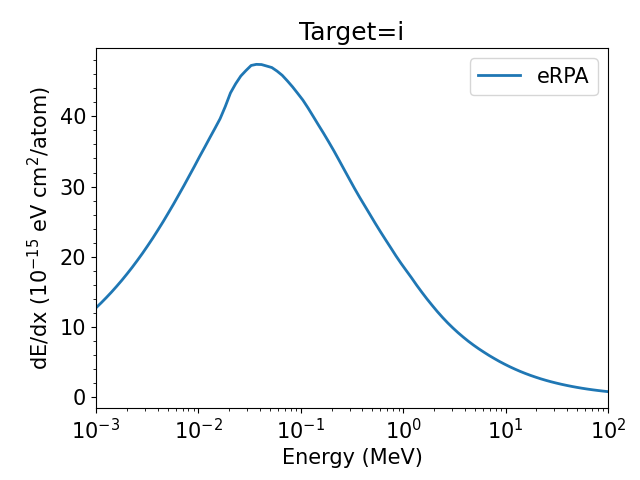 Target=i
eRPA
dE/dx (10⁻¹⁵ eV cm²/atom)
40
30
20
10
0
10⁻³ 10⁻² 10⁻¹ 10⁰ 10¹ 10²
Energy (MeV)